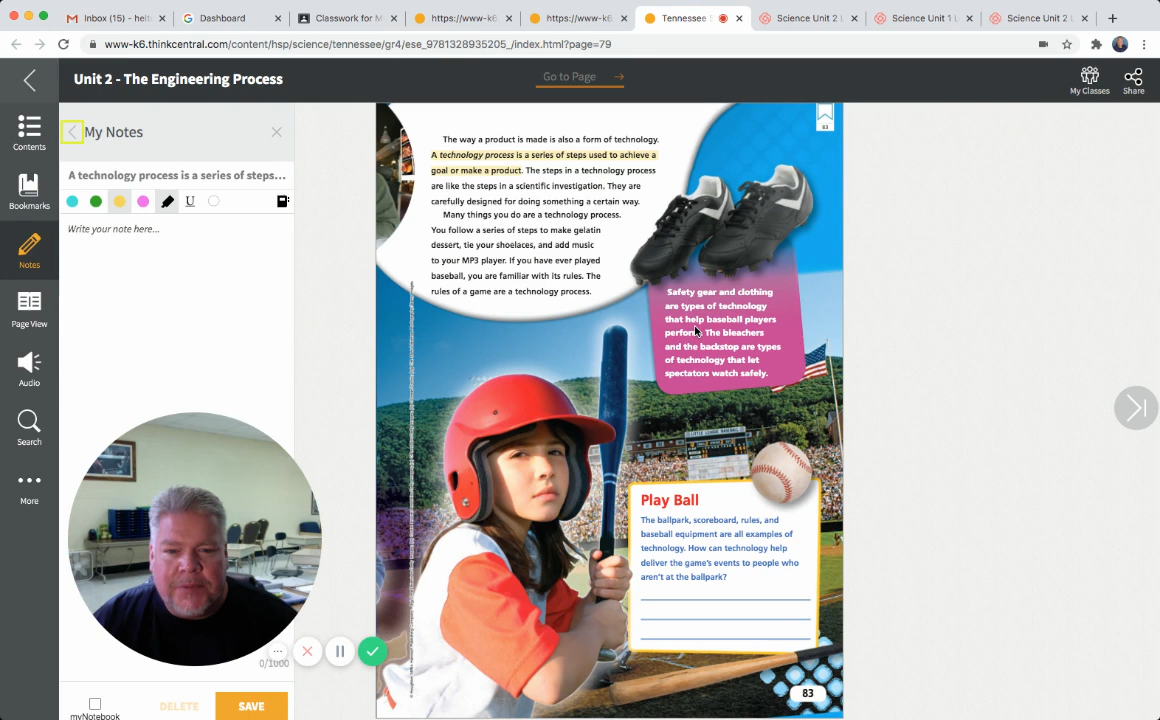 Inbox (15) - helt
Dashboard
Classwork for M
https://www-k6.
https://www-k6.
Tennessee
Science Unit 2 L
Science Unit 1 L
Science Unit 2 L
www-k6.thinkcentral.com/content/hsp/science/tennessee/gr4/ese_9781328935205_/index.html?page=79
Unit 2 - The Engineering Process
Go to Page
My Classes
Share
Contents
Bookmarks
Notes
Page View
Audio
Search
More
My Notes
A technology process is a series of steps...
U
Write your note here...
0/1000
myNotebook
DELETE
SAVE
83
The way a product is made is also a form of technology.
A technology process is a series of steps used to achieve a
goal or make a product. The steps in a technology process
are like the steps in a scientific investigation. They are
carefully designed for doing something a certain way.
Many things you do are a technology process.
You follow a series of steps to make gelatin
dessert, tie your shoelaces, and add music
to your MP3 player. If you have ever played
baseball, you are familiar with its rules. The
rules of a game are a technology process.
Safety gear and clothing
are types of technology
that help baseball players
perform. The bleachers
and the backstop are types
of technology that let
spectators watch safely.
Play Ball
The ballpark, scoreboard, rules, and
baseball equipment are all examples of
technology. How can technology help
deliver the game's events to people who
aren't at the ballpark?
83